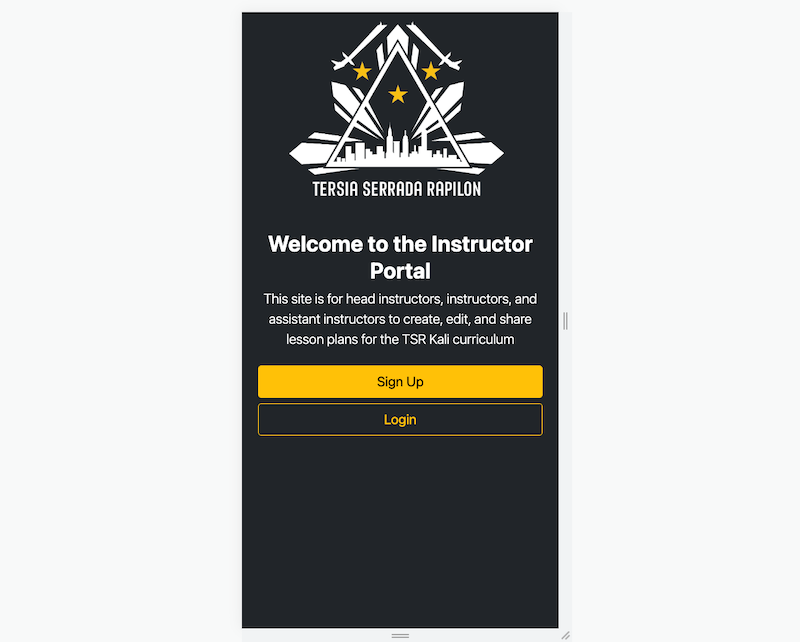 TERSIA SERRADA RAPILON
Welcome to the Instructor
Portal
This site is for head instructors, instructors, and
assistant instructors to create, edit, and share
lesson plans for the TSR Kali curriculum
Sign Up
Login